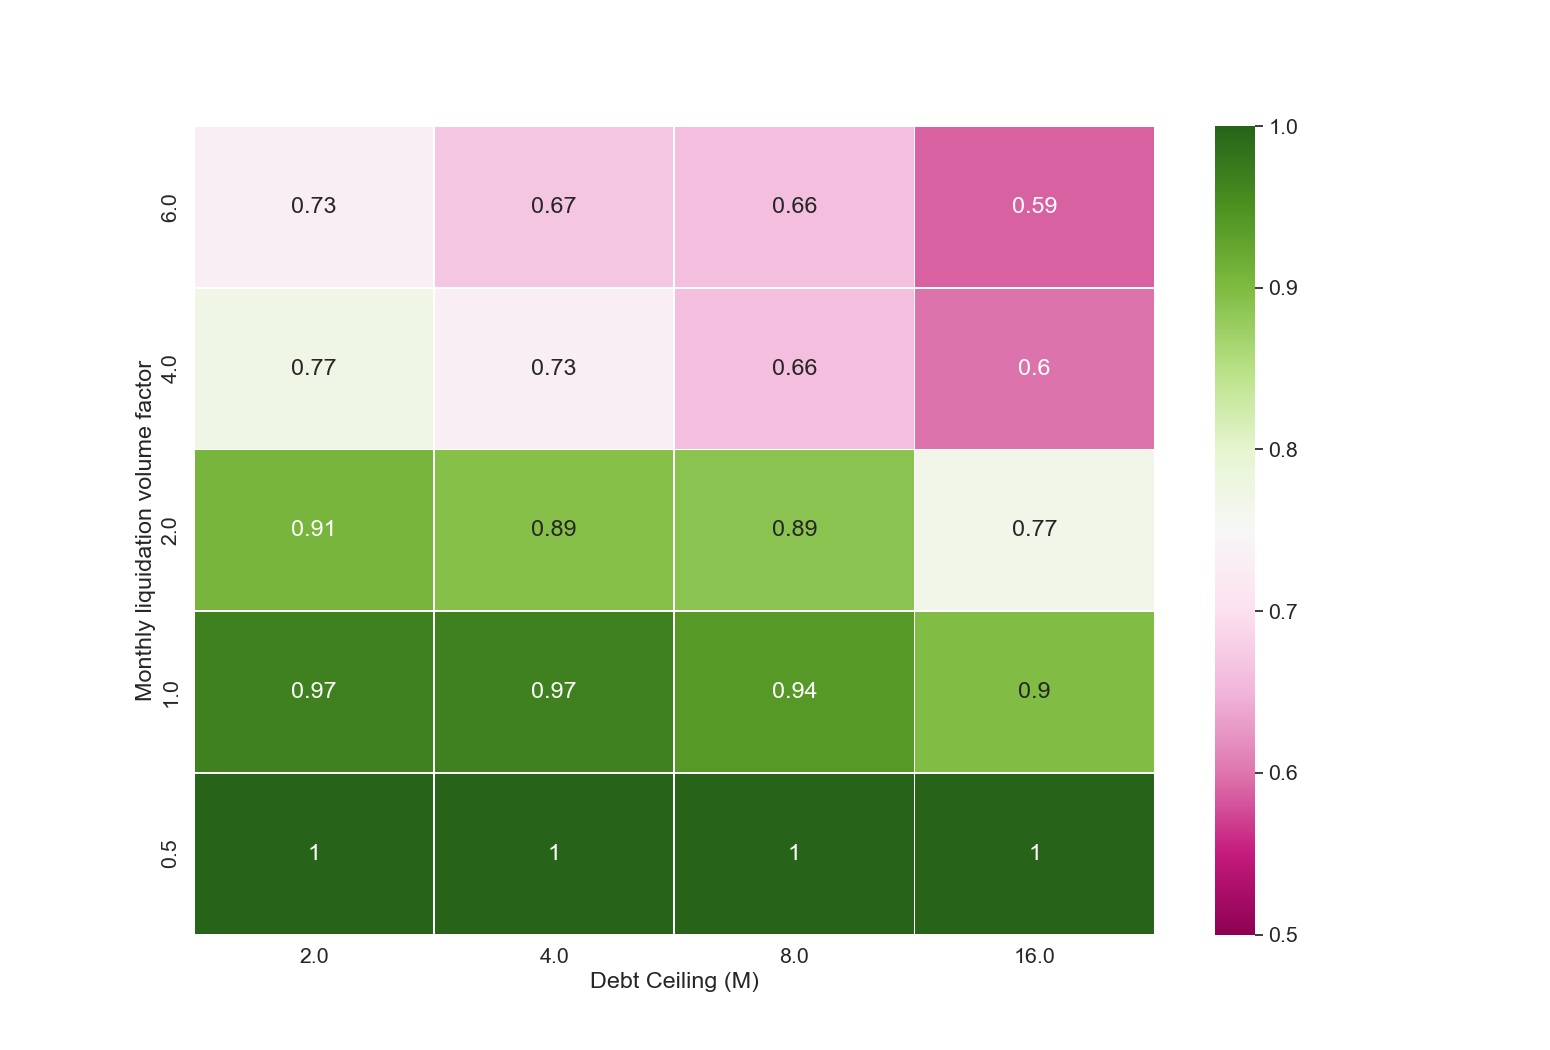 Monthly liquidation volume factor
6.0 0.73 0.67 0.66 0.59
4.0 0.77 0.73 0.66 0.6
2.0 0.91 0.89 0.89 0.77
1.0 0.97 0.97 0.94 0.9
0.5 1 1 1 1
2.0 4.0 8.0 16.0
Debt Ceiling (M)
1.0
0.9
0.8
0.7
0.6
0.5